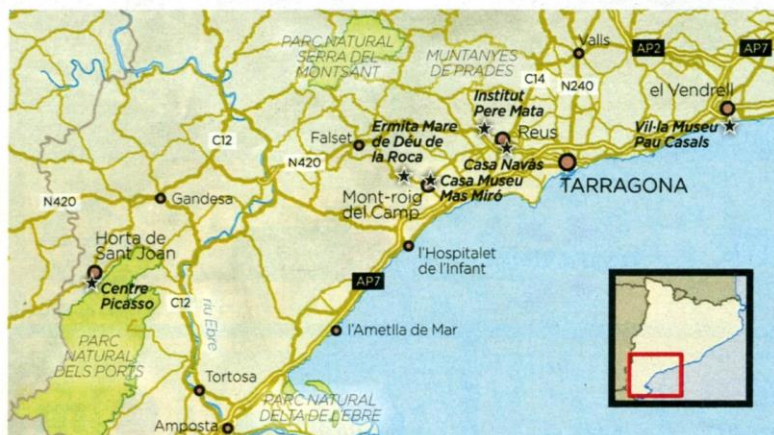 PARC NATURAL
SERRA DEL
MONTSANT
MUNTANYES
DE PRADES
Valls
AP2
AP7
C14
N240
el Vendrell
Institut
Pere Mata
Reus
Vil·la Museu
Pau Casals
C12
Falset
Ermita Mare
de Déu de
la Roca
Casa Navàs
N420
Casa Museu
Mas Miró
TARRAGONA
Mont-roig
del Camp
N420
Gandesa
Horta de
Sant Joan
l'Hospitalet
de l'Infant
Centre
Picasso
AP7
C12
riu Ebre
l'Ametlla de Mar
PARC
NATURAL
DELS PORTS
Tortosa
PARC NATURAL
DELTA DE L'EBRE
Amposta